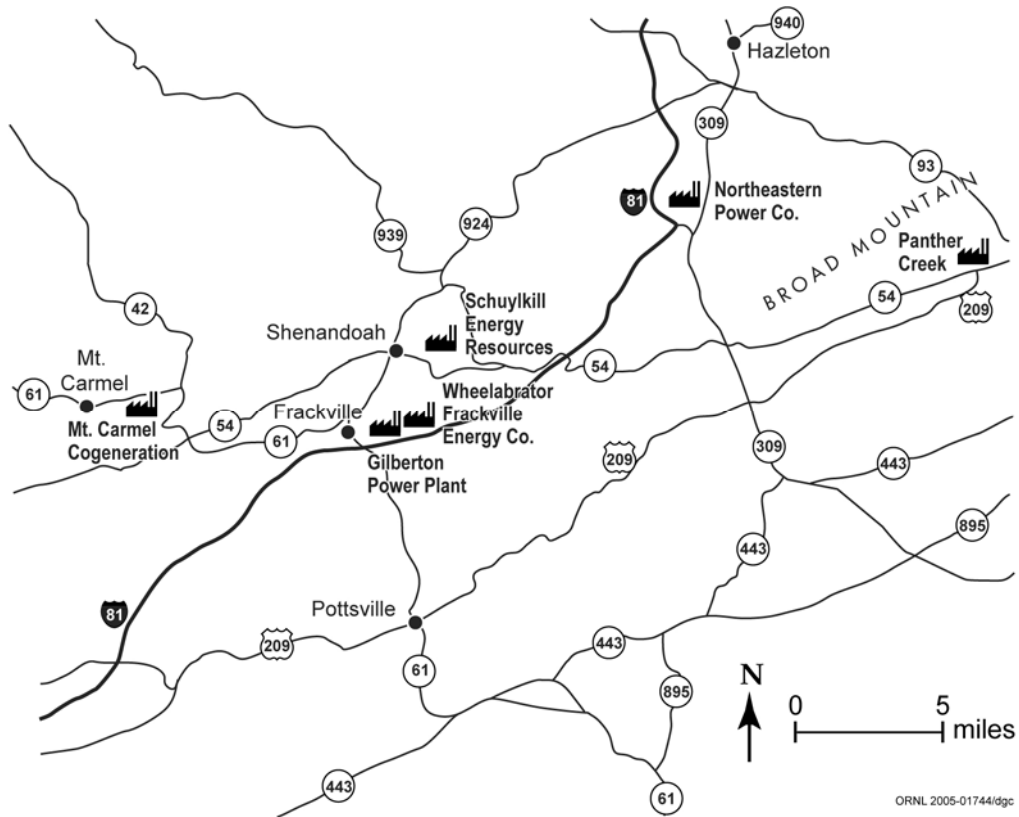 940
Hazleton
309
93
81
Northeastern
Power Co.
BROAD MOUNTAIN
Panther
Creek
939
924
54
209
42
Schuylkill
Energy
Resources
Shenandoah
54
Mt.
Carmel
61
Wheelabrator
Frackville
Energy Co.
Frackville
Mt. Carmel
Cogeneration
54
61
Gilberton
Power Plant
209
309
443
895
443
81
Pottsville
209
443
61
895
N
0 5
miles
443
61
ORNL 2005-01744/dgc